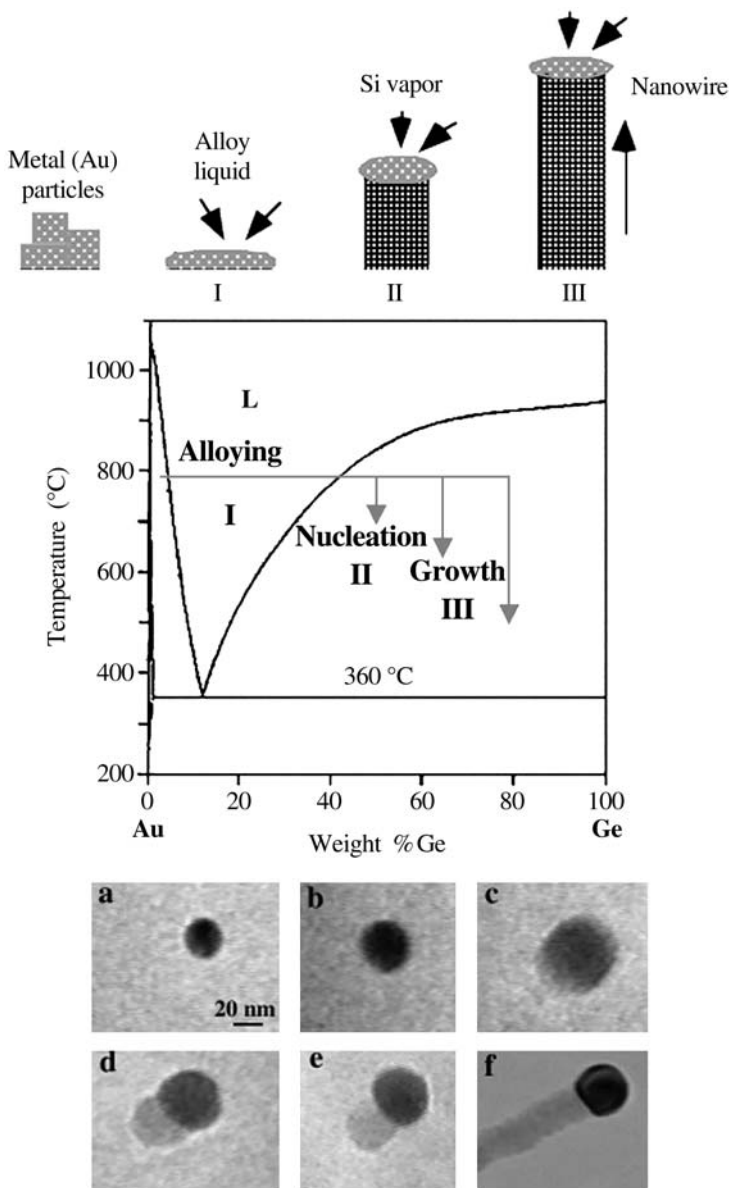 Metal (Au)
particles
Alloy
liquid
Si vapor
Nanowire
I
II
III
1000
800
600
400
200
Temperature (°C)
L
Alloying
I
Nucleation
II
Growth
III
360 °C
0
20
40
60
80
100
Au
Ge
Weight % Ge
a
b
c
20 nm
d
e
f